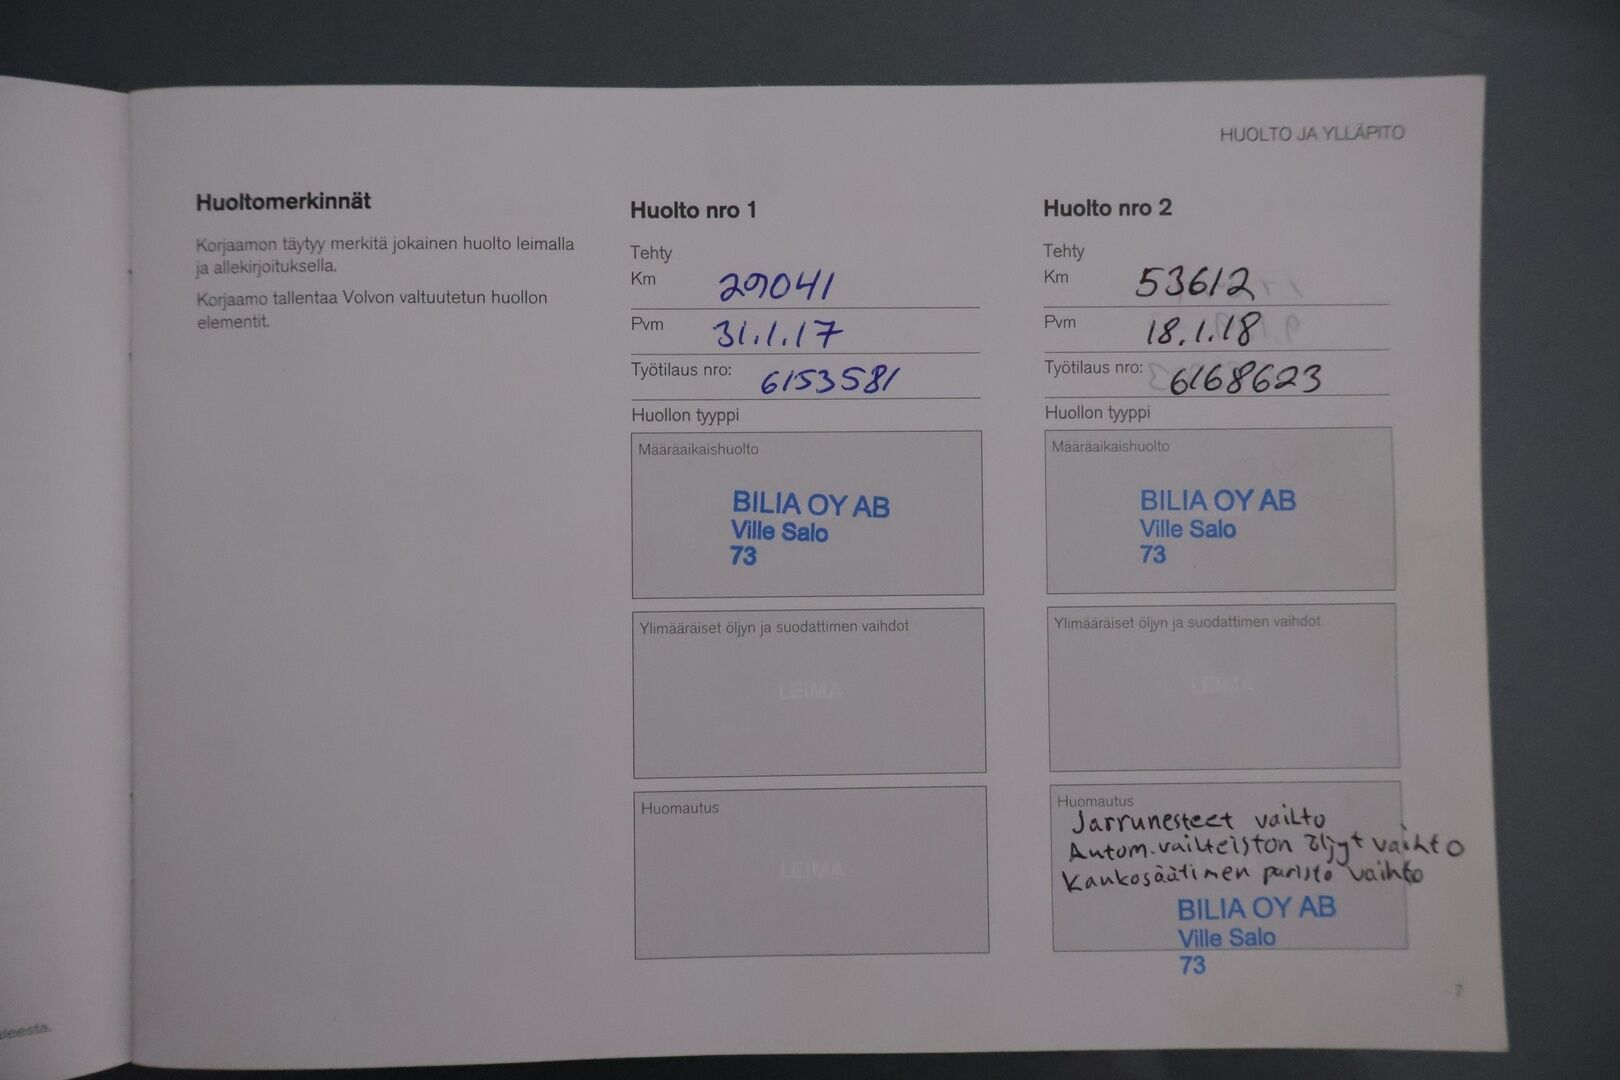 HUOLTO JA YLLÄPITO
Huoltomerkinnät
Korjaamon täytyy merkitä jokainen huolto leimalla
ja allekirjoituksella.
Korjaamo tallentaa Volvon valtuutetun huollon
elementit.
Huolto nro 1
Tehty
Km 29041
Pvm 31.1.17
Työtilaus nro: 6153581
Huollon tyyppi
Määräaikaishuolto
BILIA OY AB
Ville Salo
73
Ylimääräiset öljyn ja suodattimen vaihdot
LEIMA
Huomautus
LEIMA
Huolto nro 2
Tehty
Km 53612
Pvm 18.1.18
Työtilaus nro: 6168623
Huollon tyyppi
Määräaikaishuolto
BILIA OY AB
Ville Salo
73
Ylimääräiset öljyn ja suodattimen vaihdot
LEIMA
Huomautus
Jarrunesteet vaihto
Autom.vaihteiston öljyt vaihto
Kaukosäätimen paristo vaihto
BILIA OY AB
Ville Salo
73
7